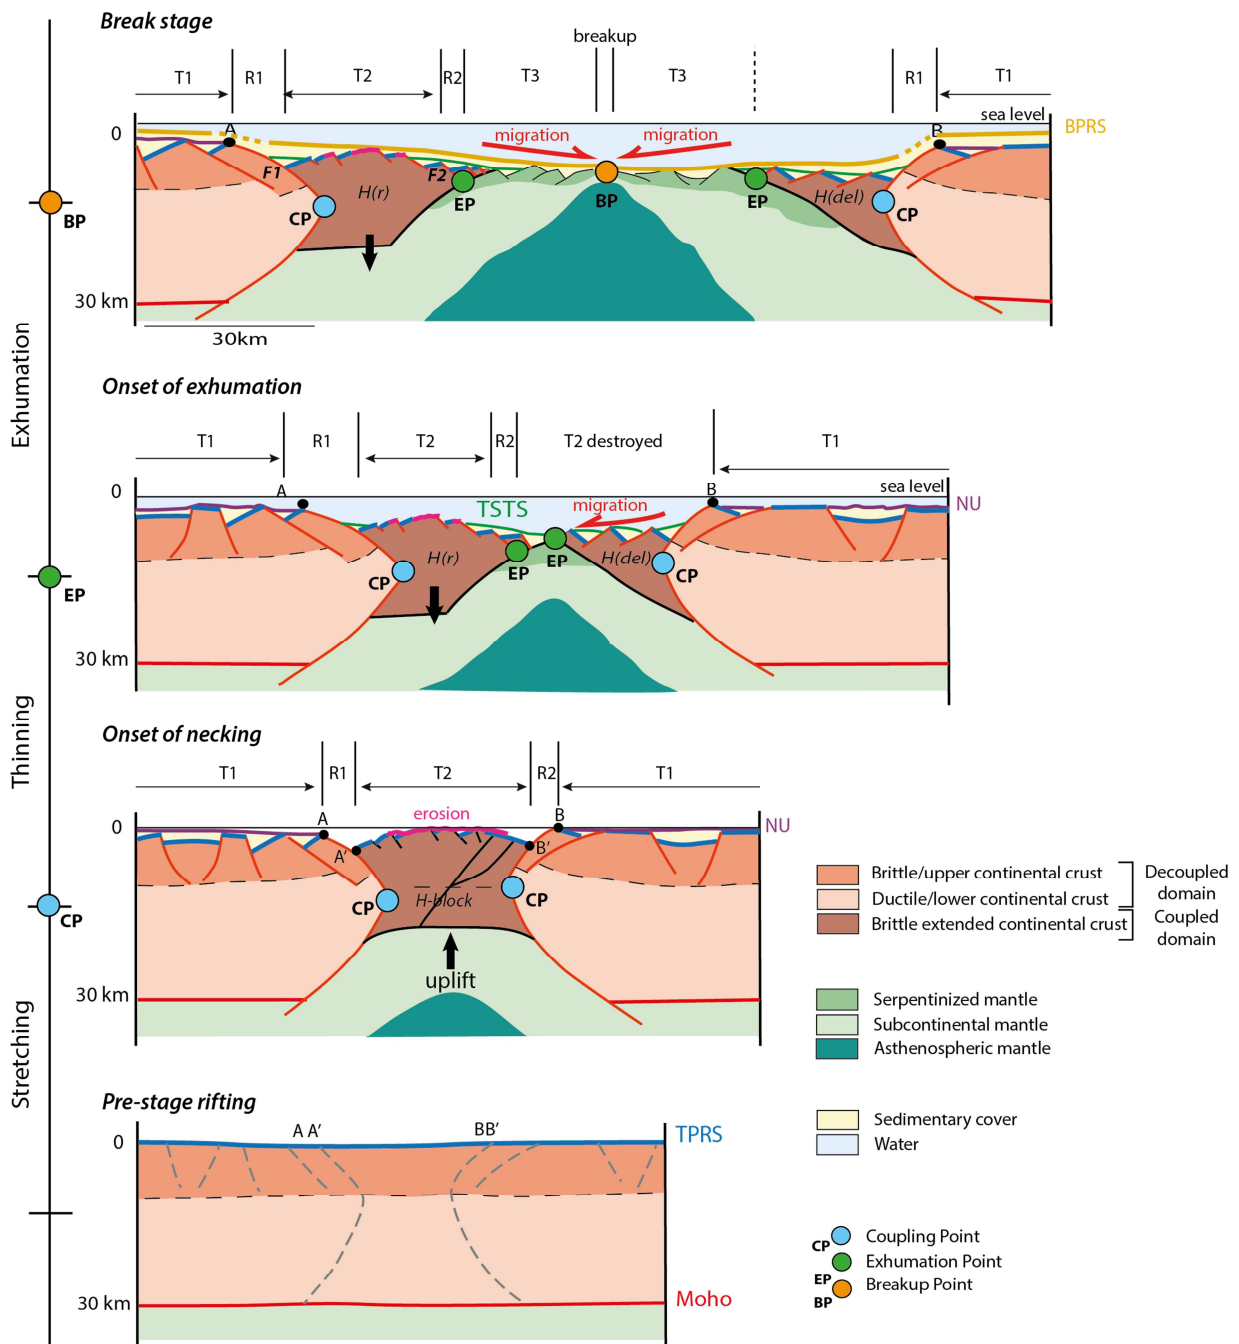 Break stage
breakup
T1 R1 T2 R2 T3 T3 R1 T1
sea level
0 A B BPRS
migration migration
F1 F2
H(r) H(del)
CP EP BP EP CP
BP
30 km
30km
Exhumation
Onset of exhumation
T1 R1 T2 R2 T2 destroyed T1
0 A B sea level
NU
TSTS migration
H(r) H(del)
CP EP EP CP
EP
30 km
Thinning
Onset of necking
T1 R1 T2 R2 T1
erosion
0 A B NU
A' B'
CP H-block CP
CP
uplift
30 km
Stretching
Brittle/upper continental crust
Ductile/lower continental crust
Brittle extended continental crust
Decoupled
domain
Coupled
domain
Serpentinized mantle
Subcontinental mantle
Asthenospheric mantle
Pre-stage rifting
0 A A' BB' TPRS
30 km Moho
Sedimentary cover
Water
CP Coupling Point
EP Exhumation Point
BP Breakup Point